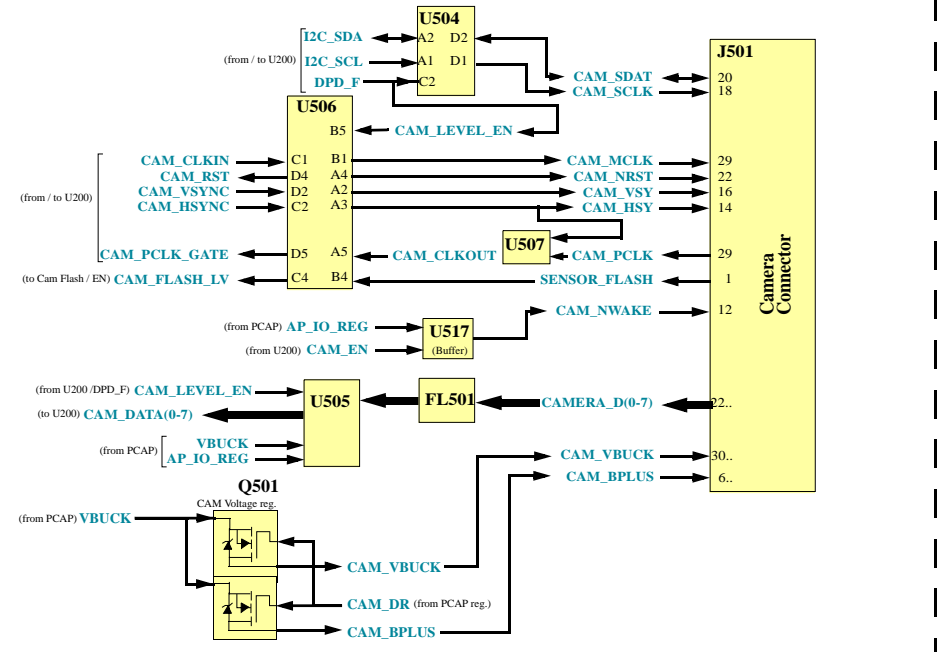 U504
J501
I2C_SDA A2 D2
(from / to U200) I2C_SCL A1 D1
DPD_F C2
CAM_SDAT 20
CAM_SCLK 18
U506
B5 CAM_LEVEL_EN
CAM_CLKIN C1 B1 CAM_MCLK 29
CAM_RST D4 A4 CAM_NRST 22
CAM_VSYNC D2 A2 CAM_VSY 16
(from / to U200)
CAM_HSYNC C2 A3 CAM_HSY 14
U507
CAM_PCLK_GATE D5 A5 CAM_CLKOUT CAM_PCLK 29
(to Cam Flash / EN) CAM_FLASH_LV C4 B4 SENSOR_FLASH 1
Camera
Connector
CAM_NWAKE 12
(from PCAP) AP_IO_REG
U517
(from U200) CAM_EN (Buffer)
(from U200 /DPD_F) CAM_LEVEL_EN
U505 FL501 CAMERA_D(0-7) 22..
(to U200) CAM_DATA(0-7)
VBUCK
(from PCAP)
AP_IO_REG
CAM_VBUCK 30..
CAM_BPLUS 6..
Q501
CAM Voltage reg.
(from PCAP) VBUCK
CAM_VBUCK
CAM_DR (from PCAP reg.)
CAM_BPLUS